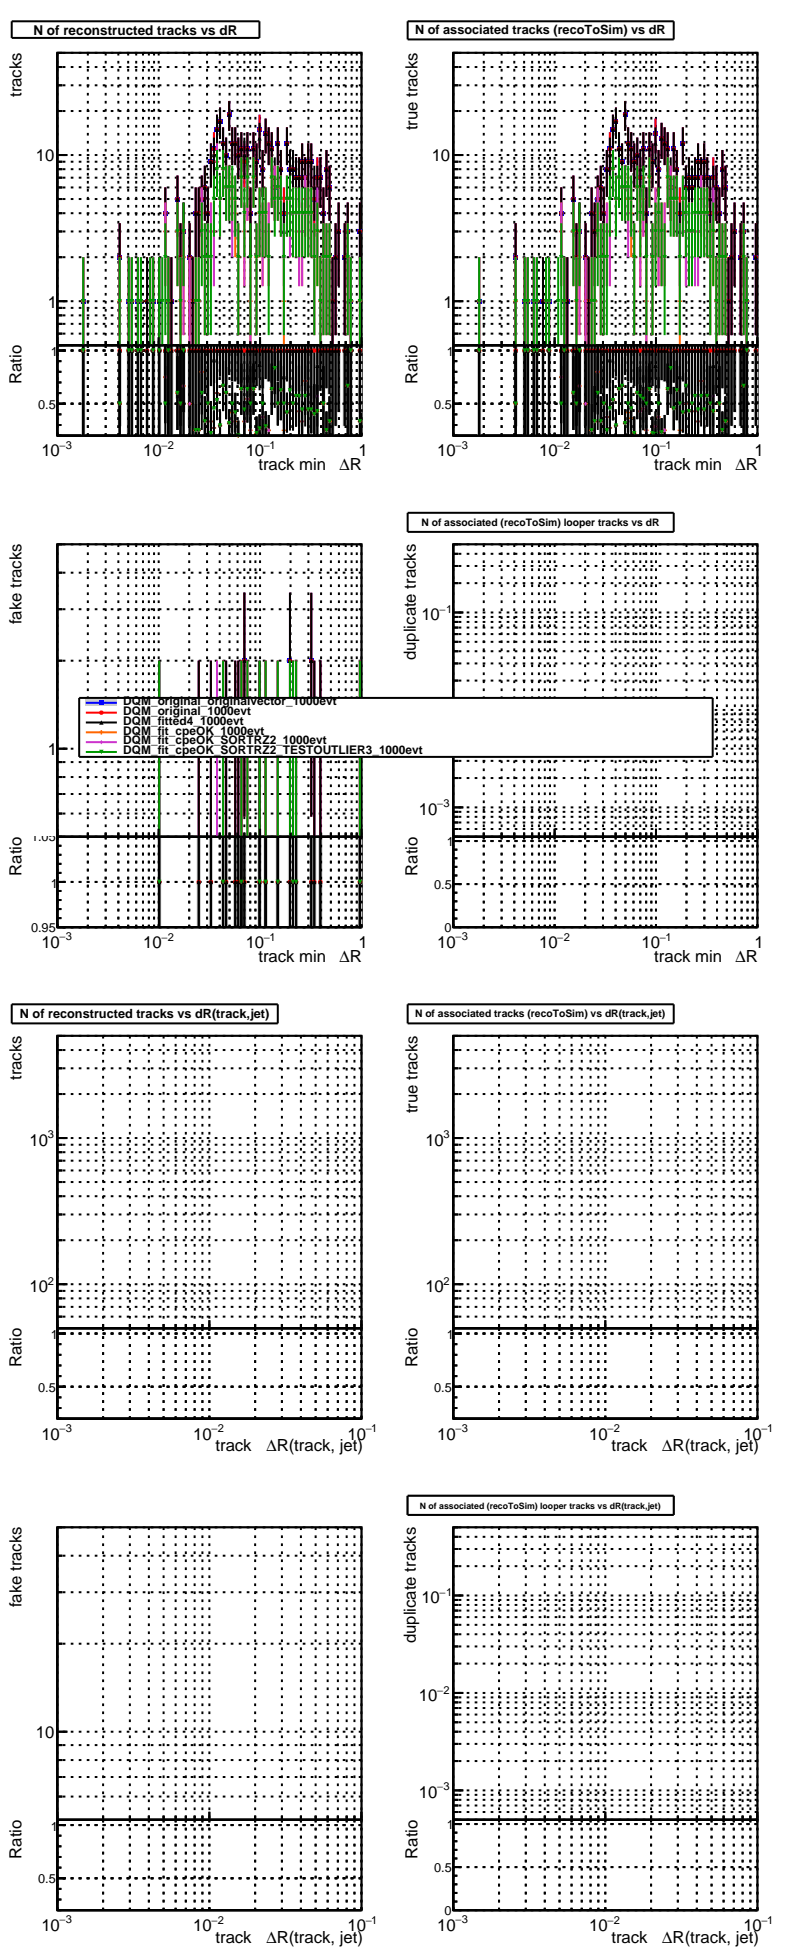 N of reconstructed tracks vs dR
tracks
10
1
Ratio
1
0.5
10−3 10−2 10−1 1
track min ΔR
N of associated tracks (recoToSim) vs dR
true tracks
10
1
Ratio
1
0.5
10−3 10−2 10−1 1
track min ΔR
fake tracks
1
Ratio
1.05
1
0.95
10−3 10−2 10−1 1
track min ΔR
N of associated (recoToSim) looper tracks vs dR
duplicate tracks
10−1
10−3
Ratio
1
0.5
0
10−3 10−2 10−1 1
track min ΔR
DQM_original_originalvector_1000evt
DQM_original_1000evt
DQM_fitted4_1000evt
DQM_fit_cpeOK_1000evt
DQM_fit_cpeOK_SORTRZ2_1000evt
DQM_fit_cpeOK_SORTRZ2_TESTOUTLIER3_1000evt
N of reconstructed tracks vs dR(track,jet)
tracks
103
102
Ratio
1
0.5
10−3 10−2 10−1
track ΔR(track, jet)
N of associated tracks (recoToSim) vs dR(track,jet)
true tracks
103
102
Ratio
1
0.5
10−3 10−2 10−1
track ΔR(track, jet)
fake tracks
10
Ratio
1
0.5
10−3 10−2 10−1
track ΔR(track, jet)
N of associated (recoToSim) looper tracks vs dR(track,jet)
duplicate tracks
10−1
10−2
10−3
Ratio
1
0.5
0
10−3 10−2 10−1
track ΔR(track, jet)